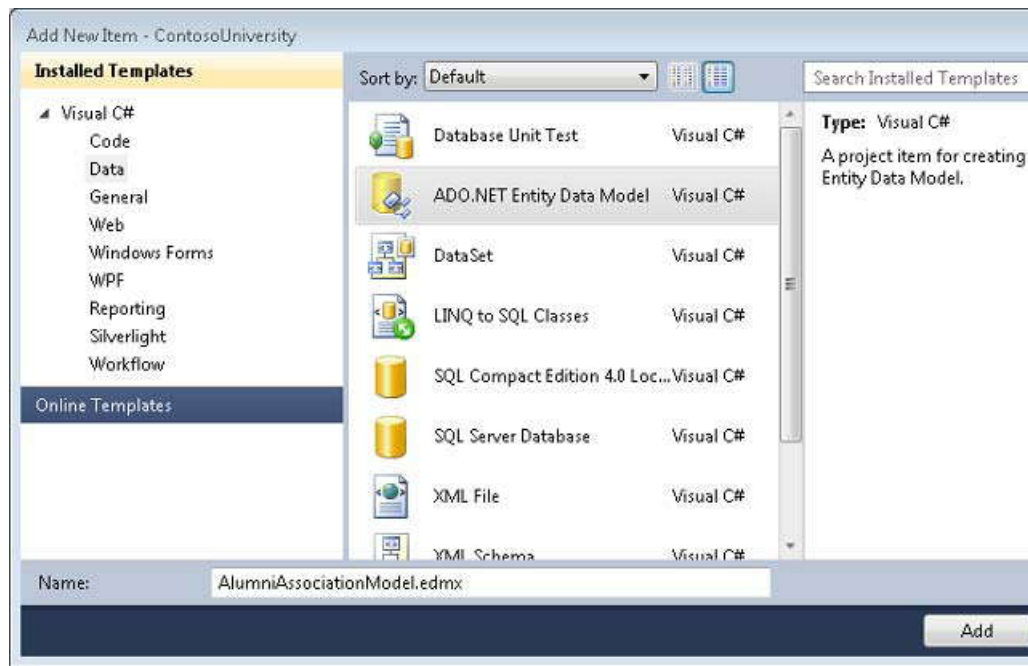 Add New Item - ContosoUniversity
Installed Templates
Visual C#
Code
Data
General
Web
Windows Forms
WPF
Reporting
Silverlight
Workflow
Online Templates
Sort by: Default
Database Unit Test Visual C#
ADO.NET Entity Data Model Visual C#
DataSet Visual C#
LINQ to SQL Classes Visual C#
SQL Compact Edition 4.0 Loc... Visual C#
SQL Server Database Visual C#
XML File Visual C#
XML Schema Visual C#
Search Installed Templates
Type: Visual C#
A project item for creating
Entity Data Model.
Name: AlumniAssociationModel.edmx
Add